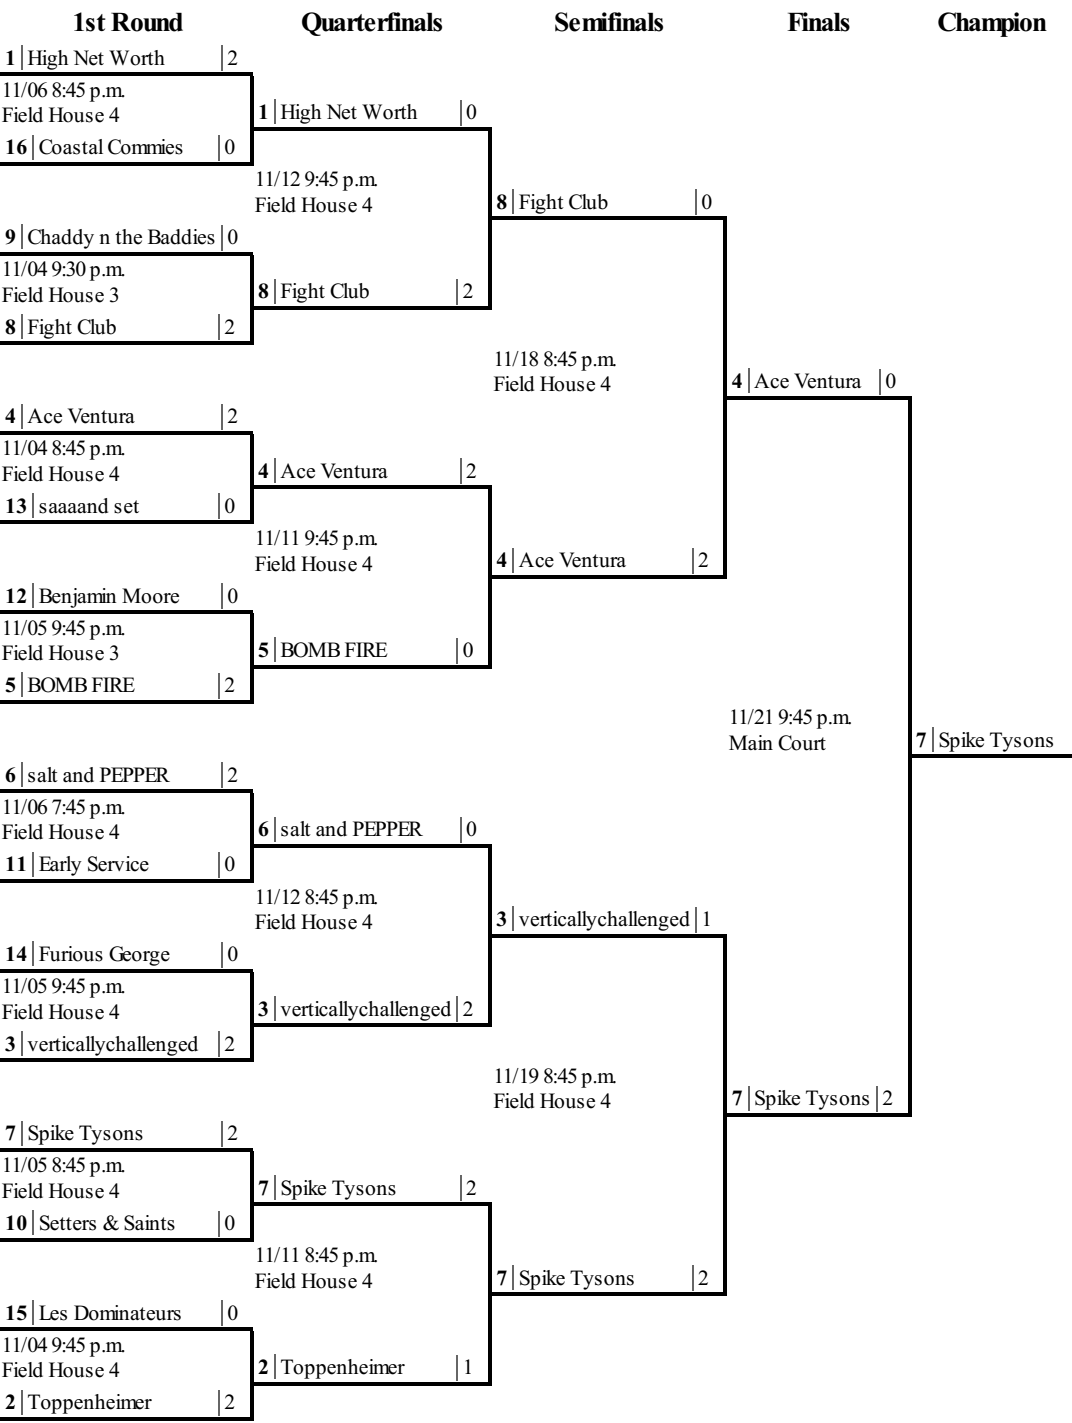 1st Round Quarterfinals Semifinals Finals Champion
1 High Net Worth 2
11/06 8:45 p.m.
Field House 4
16 Coastal Commies 0
9 Chaddy n the Baddies 0
11/04 9:30 p.m.
Field House 3
8 Fight Club 2
4 Ace Ventura 2
11/04 8:45 p.m.
Field House 4
13 saaaand set 0
12 Benjamin Moore 0
11/05 9:45 p.m.
Field House 3
5 BOMB FIRE 2
6 salt and PEPPER 2
11/06 7:45 p.m.
Field House 4
11 Early Service 0
14 Furious George 0
11/05 9:45 p.m.
Field House 4
3 verticallychallenged 2
7 Spike Tysons 2
11/05 8:45 p.m.
Field House 4
10 Setters & Saints 0
15 Les Dominateurs 0
11/04 9:45 p.m.
Field House 4
2 Toppenheimer 2
1 High Net Worth 0
11/12 9:45 p.m.
Field House 4
8 Fight Club 2
4 Ace Ventura 2
11/11 9:45 p.m.
Field House 4
5 BOMB FIRE 0
6 salt and PEPPER 0
11/12 8:45 p.m.
Field House 4
3 verticallychallenged 2
7 Spike Tysons 2
11/11 8:45 p.m.
Field House 4
2 Toppenheimer 1
8 Fight Club 0
11/18 8:45 p.m.
Field House 4
4 Ace Ventura 2
3 verticallychallenged 1
11/19 8:45 p.m.
Field House 4
7 Spike Tysons 2
4 Ace Ventura 0
11/21 9:45 p.m.
Main Court
7 Spike Tysons 2
7 Spike Tysons